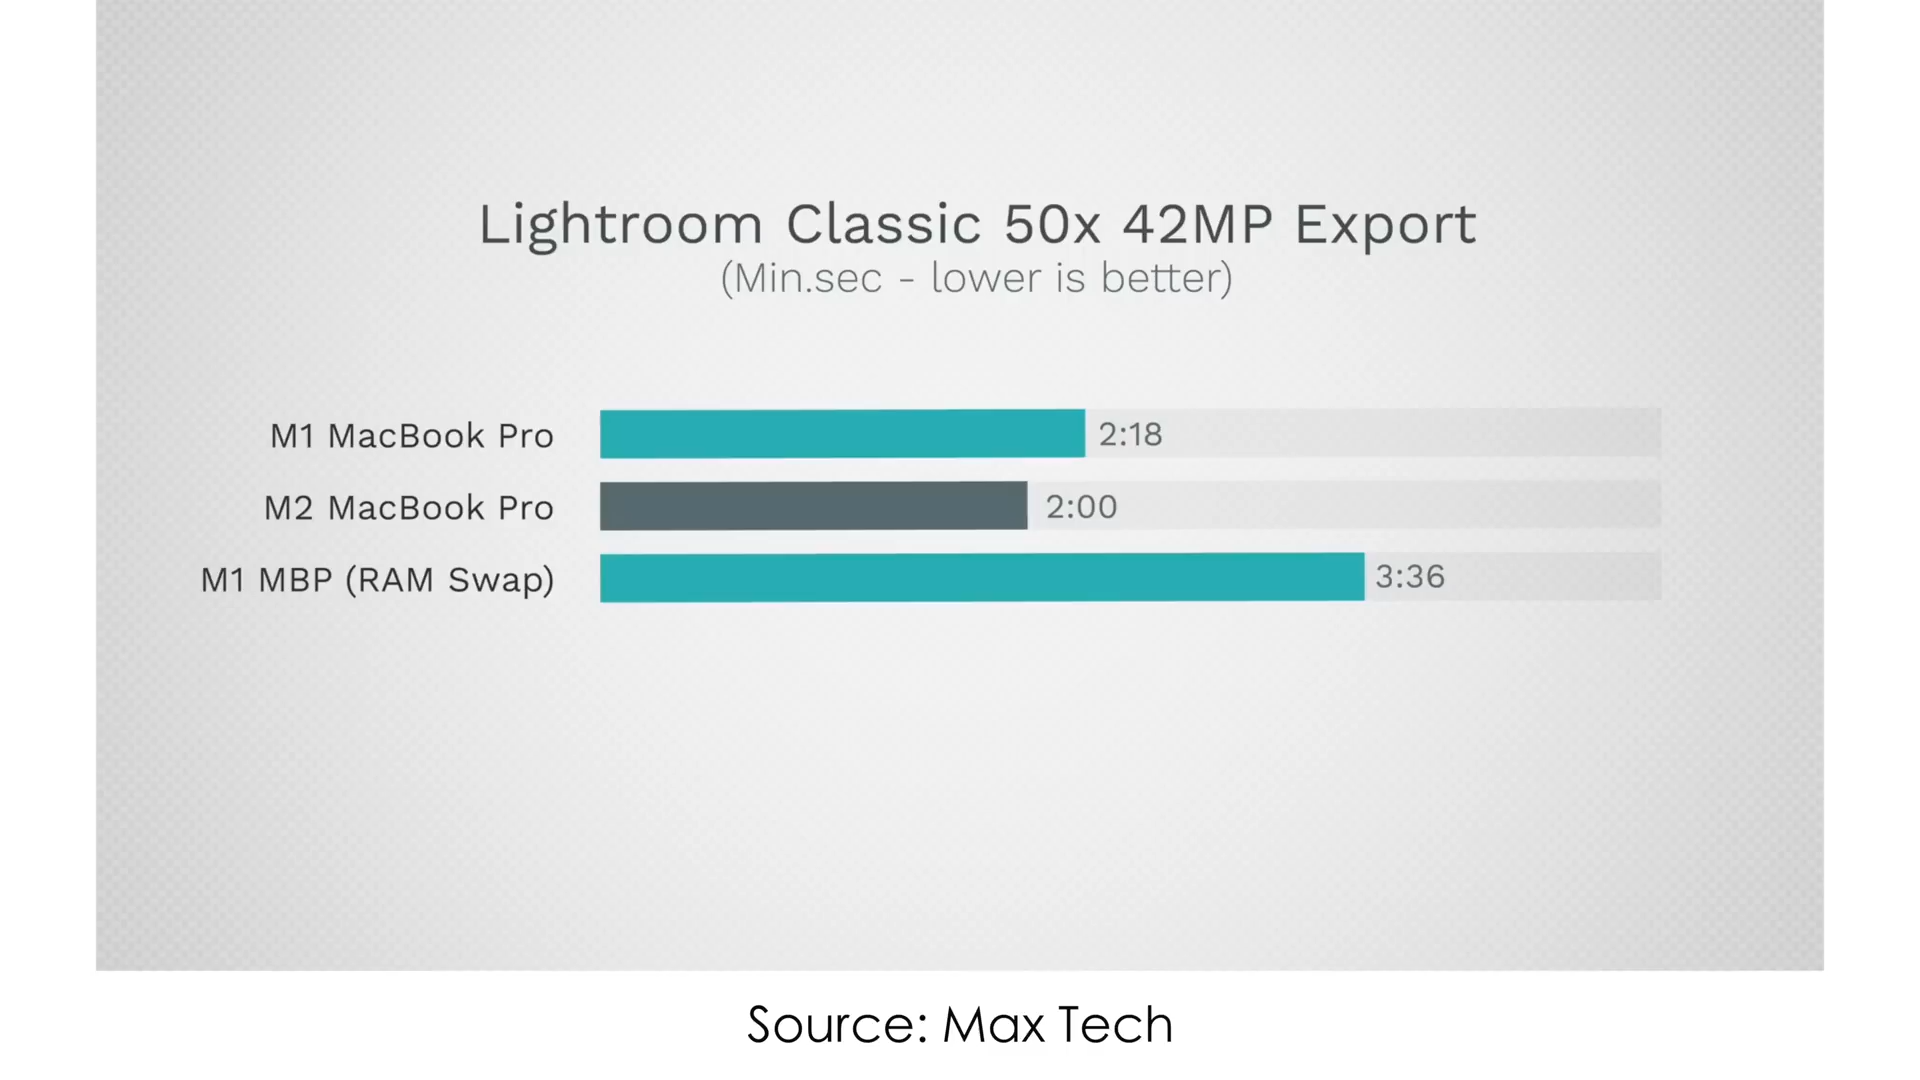 Lightroom Classic 50x 42MP Export
(Min.sec - lower is better)
M1 MacBook Pro 2:18
M2 MacBook Pro 2:00
M1 MBP (RAM Swap) 3:36
Source: Max Tech